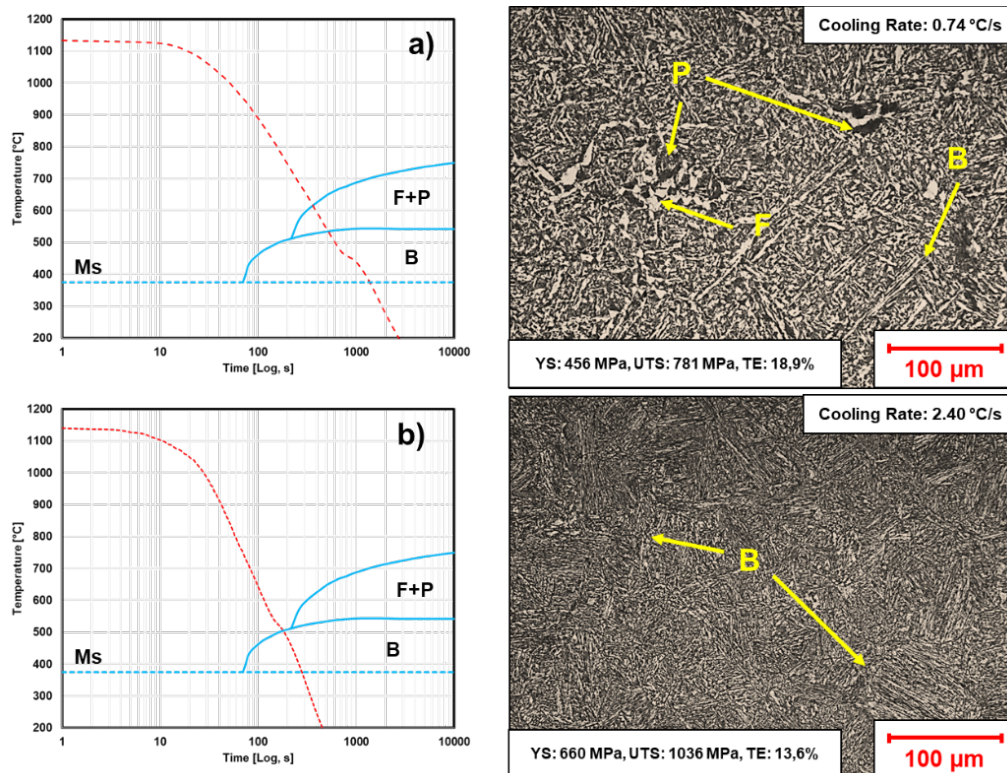 1200
1100
1000
900
800
700
600
500
400
300
200
Temperature [°C]
a)
F+P
B
Ms
1
10
100
1000
10000
Time [Log, s]
Cooling Rate: 0.74 °C/s
P
B
F
YS: 456 MPa, UTS: 781 MPa, TE: 18,9%
100 µm
1200
1100
1000
900
800
700
600
500
400
300
200
Temperature [°C]
b)
F+P
B
Ms
1
10
100
1000
10000
Time [Log, s]
Cooling Rate: 2.40 °C/s
B
YS: 660 MPa, UTS: 1036 MPa, TE: 13,6%
100 µm